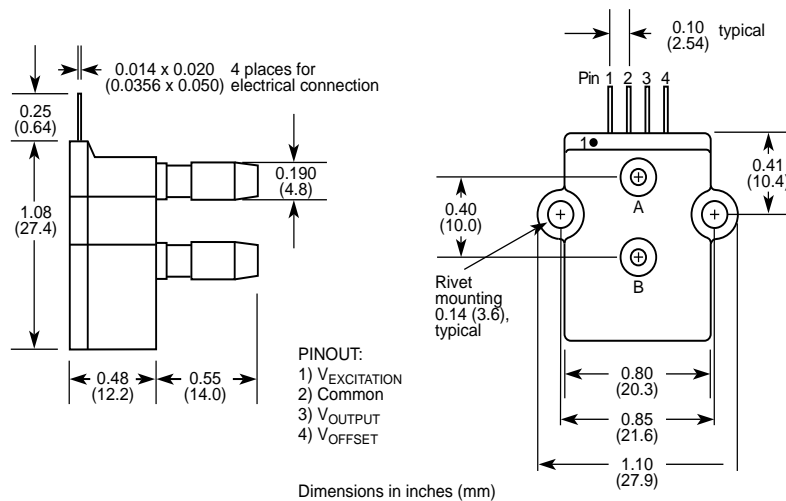 0.014 x 0.020 4 places for
(0.0356 x 0.050) electrical connection
0.25
(0.64)
1.08
(27.4)
0.190
(4.8)
0.48
(12.2)
0.55
(14.0)
PINOUT:
1) VEXCITATION
2) Common
3) VOUTPUT
4) VOFFSET
Dimensions in inches (mm)
0.10 typical
(2.54)
Pin 1 2 3 4
1
0.41
(10.4)
A
0.40
(10.0)
B
Rivet
mounting
0.14 (3.6),
typical
0.80
(20.3)
0.85
(21.6)
1.10
(27.9)